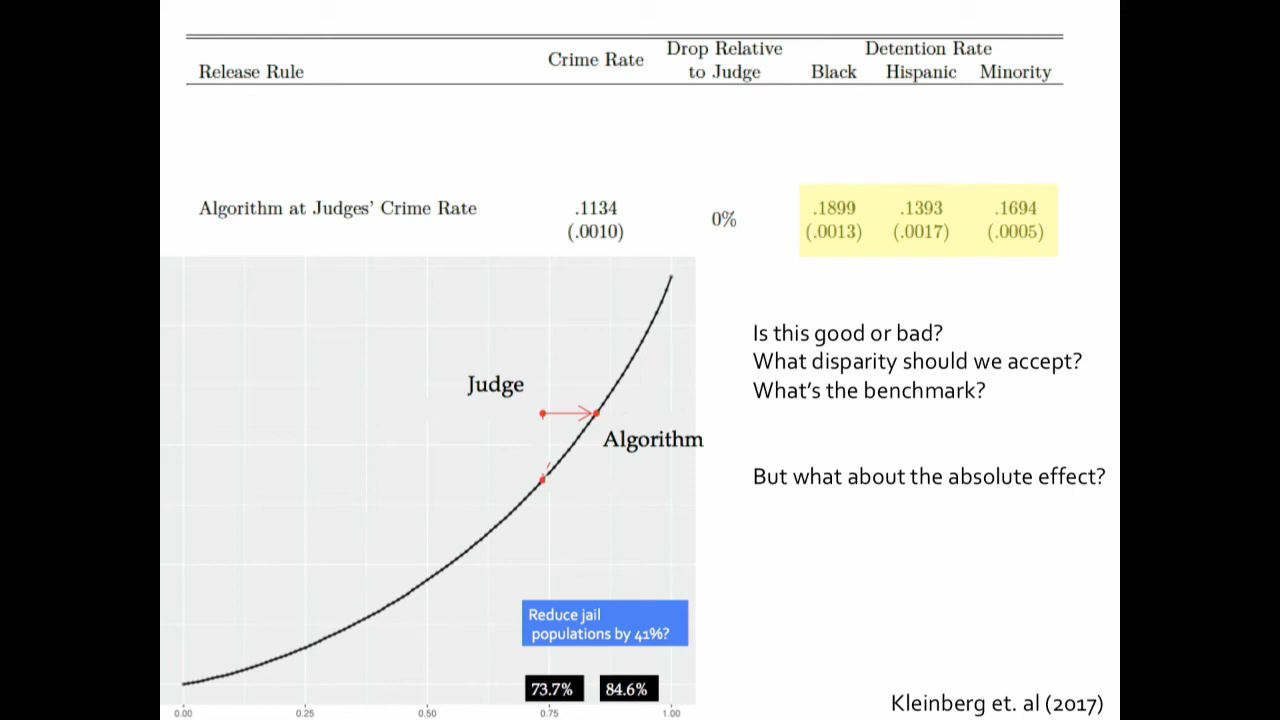 Release Rule
Crime Rate
Drop Relative
to Judge
Detention Rate
Black Hispanic Minority
Algorithm at Judges' Crime Rate .1134 0% .1899 .1393 .1694
(.0010) (.0013) (.0017) (.0005)
Is this good or bad?
What disparity should we accept?
What's the benchmark?
But what about the absolute effect?
Judge
Algorithm
Reduce jail
populations by 41%?
73.7% 84.6%
0.00 0.25 0.50 0.75 1.00
Kleinberg et. al (2017)